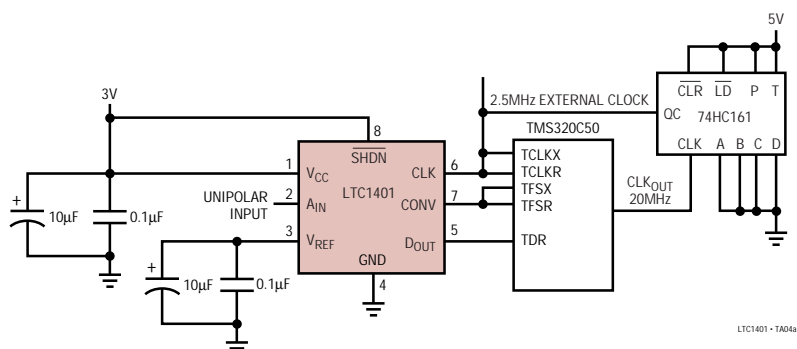 5V
CLR LD P T
QC 74HC161
CLK A B C D
3V
2.5MHz EXTERNAL CLOCK
TMS320C50
8
SHDN
1 VCC CLK 6
TCLKX
TCLKR
LTC1401
UNIPOLAR
INPUT
2 AIN CONV 7
TFSX
TFSR
CLKOUT
20MHz
3 VREF DOUT 5
TDR
GND
4
+
10µF
0.1µF
+
10µF
0.1µF
LTC1401 • TA04a